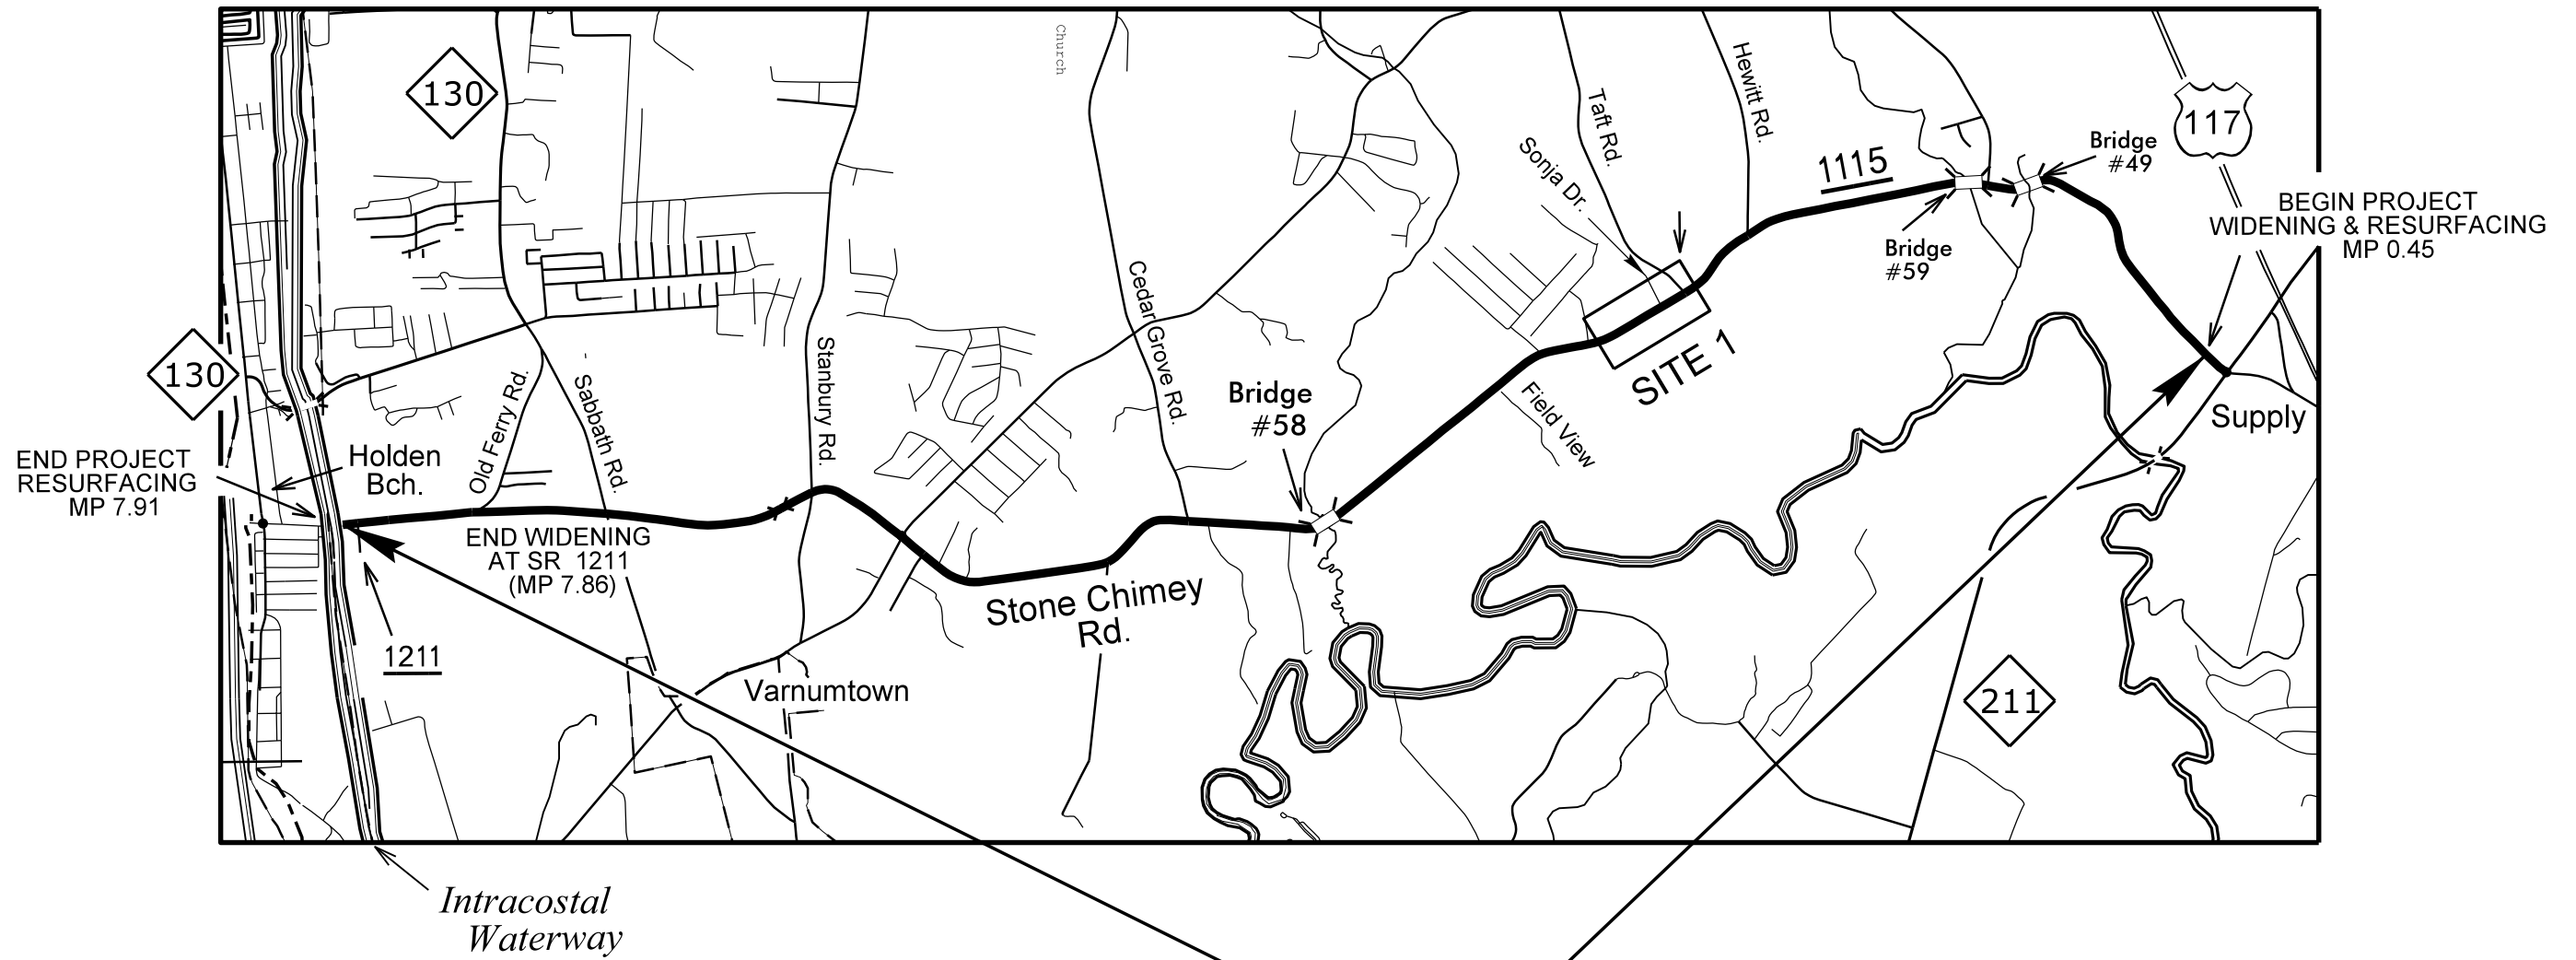 Church
130
117
Hewitt Rd.
Taft Rd.
Sonja Dr.
1115
Bridge
#49
Bridge
#59
BEGIN PROJECT
WIDENING & RESURFACING
MP 0.45
130
Cedar Grove Rd.
Stanbury Rd.
Sabbath Rd.
Old Ferry Rd.
SITE 1
Field View
Bridge
#58
Supply
Holden
Bch.
END PROJECT
RESURFACING
MP 7.91
END WIDENING
AT SR 1211
(MP 7.86)
Stone Chimey
Rd.
1211
Varnumtown
211
Intracostal
Waterway